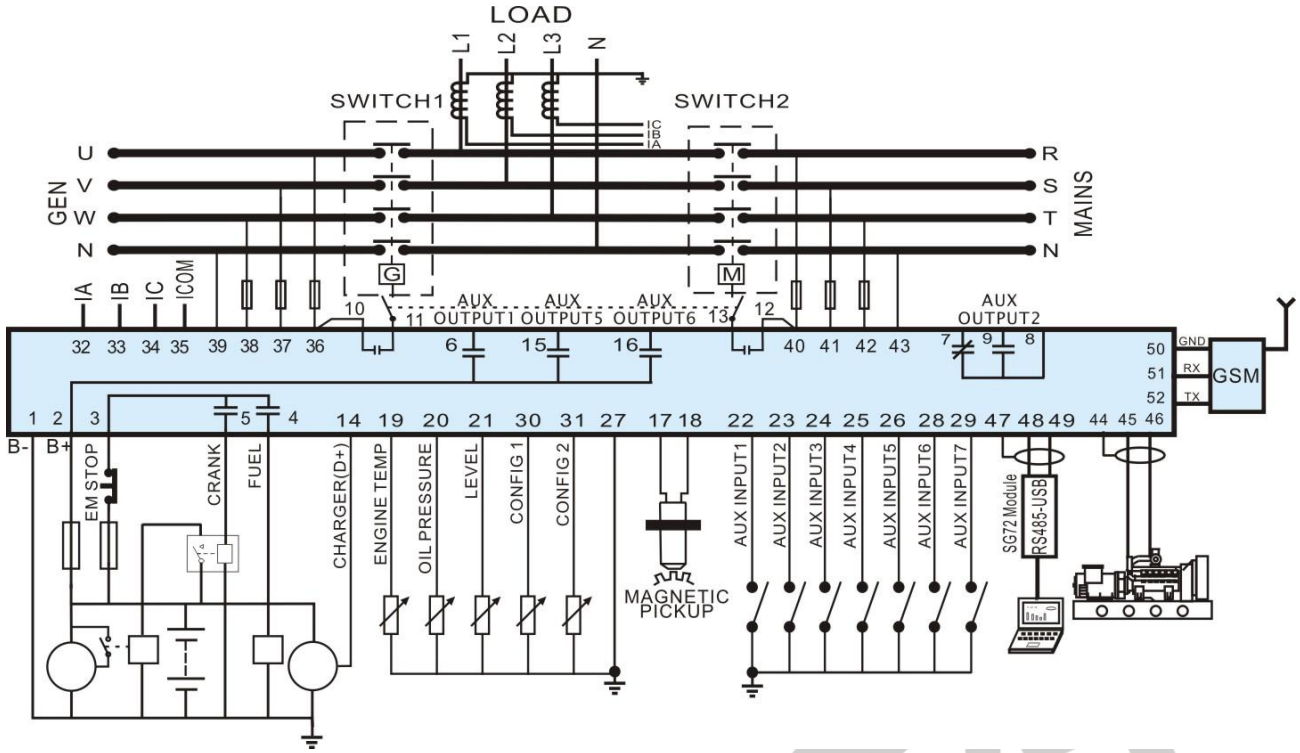 LOAD
L1 L2 L3 N
SWITCH1 SWITCH2
IC
IB
IA
GEN
U
V
W
N
MAINS
R
S
T
N
G M
IA IB IC ICOM
10 11 AUX OUTPUT1 AUX OUTPUT5 AUX OUTPUT6 13 12 AUX OUTPUT2
32 33 34 35 39 38 37 36 6 15 16 40 41 42 43 7 9 8
50 GND
51 RX
52 TX
GSM
1 2 3 5 4 14 19 20 21 30 31 27 17 18 22 23 24 25 26 28 29 47 48 49 44 45 46
B- B+
EM STOP
CRANK
FUEL
CHARGER(D+)
ENGINE TEMP
OIL PRESSURE
LEVEL
CONFIG 1
CONFIG 2
MAGNETIC
PICKUP
AUX INPUT1
AUX INPUT2
AUX INPUT3
AUX INPUT4
AUX INPUT5
AUX INPUT6
AUX INPUT7
SG72 Module
RS485-USB